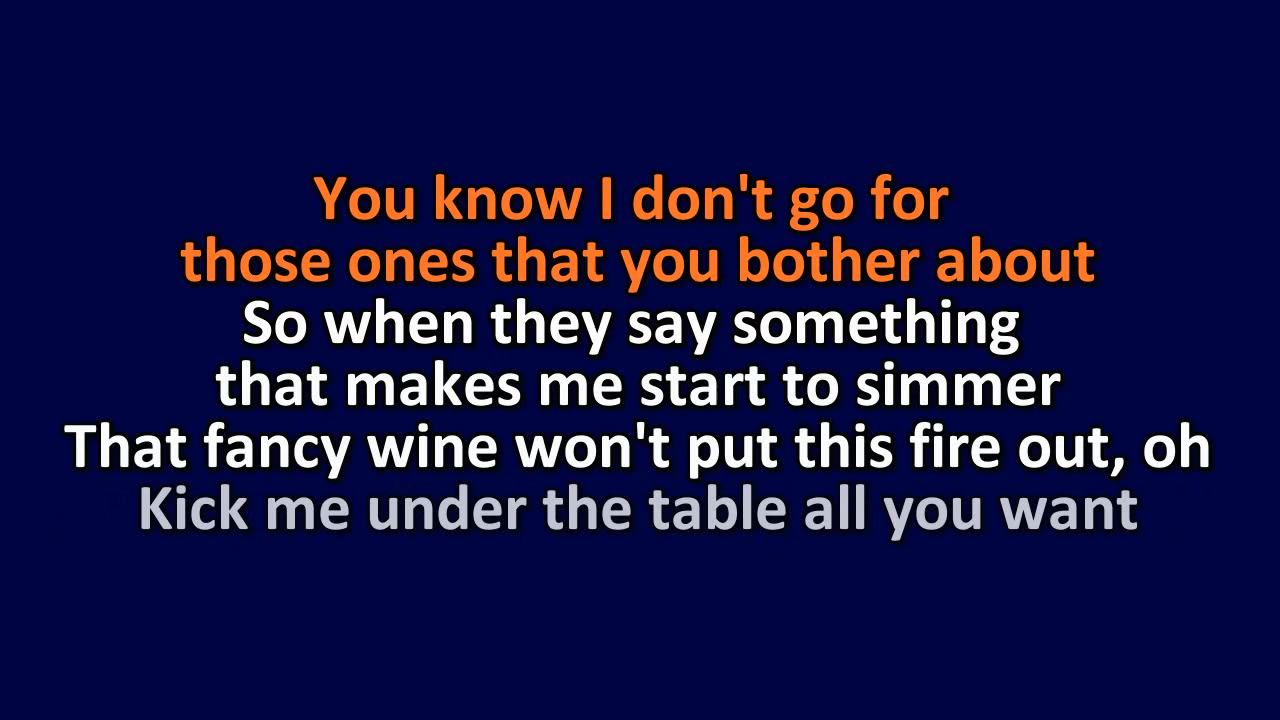 You know I don't go for
those ones that you bother about
So when they say something
that makes me start to simmer
That fancy wine won't put this fire out, oh
Kick me under the table all you want